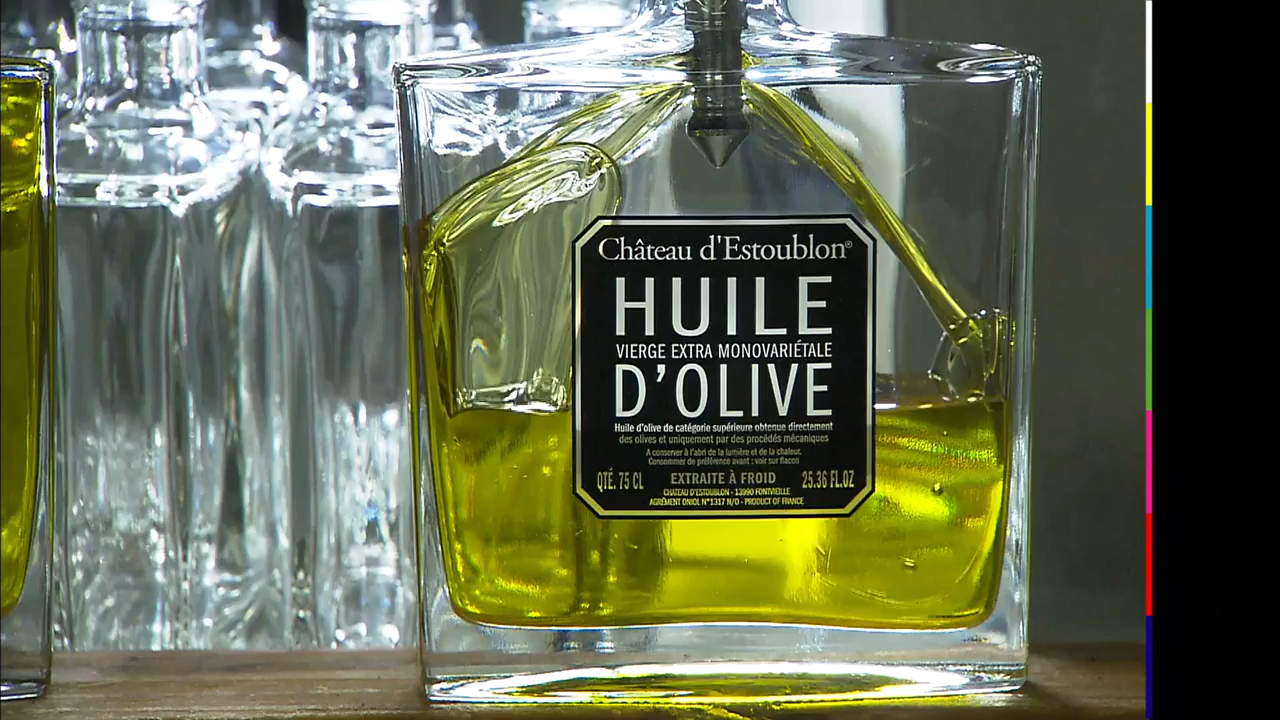 Château d'Estoublon®
HUILE
VIERGE EXTRA MONOVARIÉTALE
D'OLIVE
Huile d'olive de catégorie supérieure obtenue directement
des olives et uniquement par des procédés mécaniques
A conserver à l'abri de la lumière et de la chaleur.
Consommer de préférence avant : voir sur flacon
QTÉ. 75 CL EXTRAITE À FROID 25.36 FL.OZ
CHATEAU D'ESTOUBLON - 13990 FONTVIEILLE
AGRÉMENT ONIOL N°1317 N/O - PRODUCT OF FRANCE